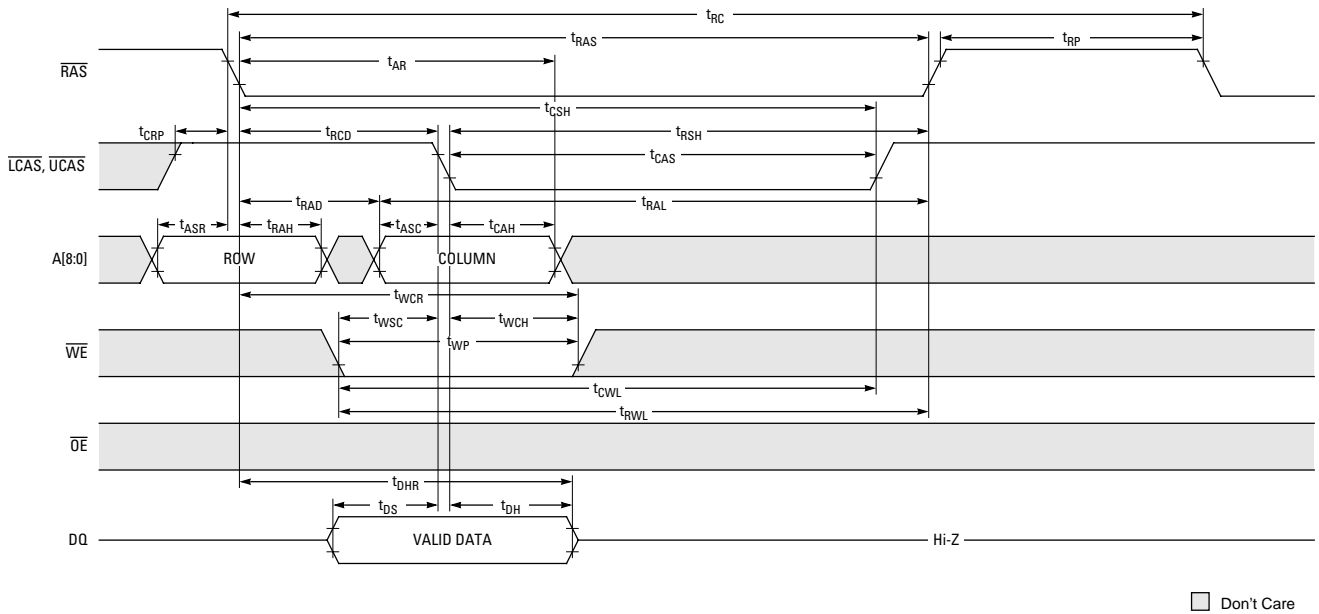 tRC
tRAS
tRP
tAR
RAS
tCSH
tCRP
tRCD
tRSH
LCAS, UCAS
tCAS
tRAD
tRAL
tASR
tRAH
tASC
tCAH
A[8:0]
ROW
COLUMN
tWCR
tWSC
tWCH
WE
tWP
tCWL
tRWL
OE
tDHR
tDS
tDH
DQ
VALID DATA
Hi-Z
Don't Care